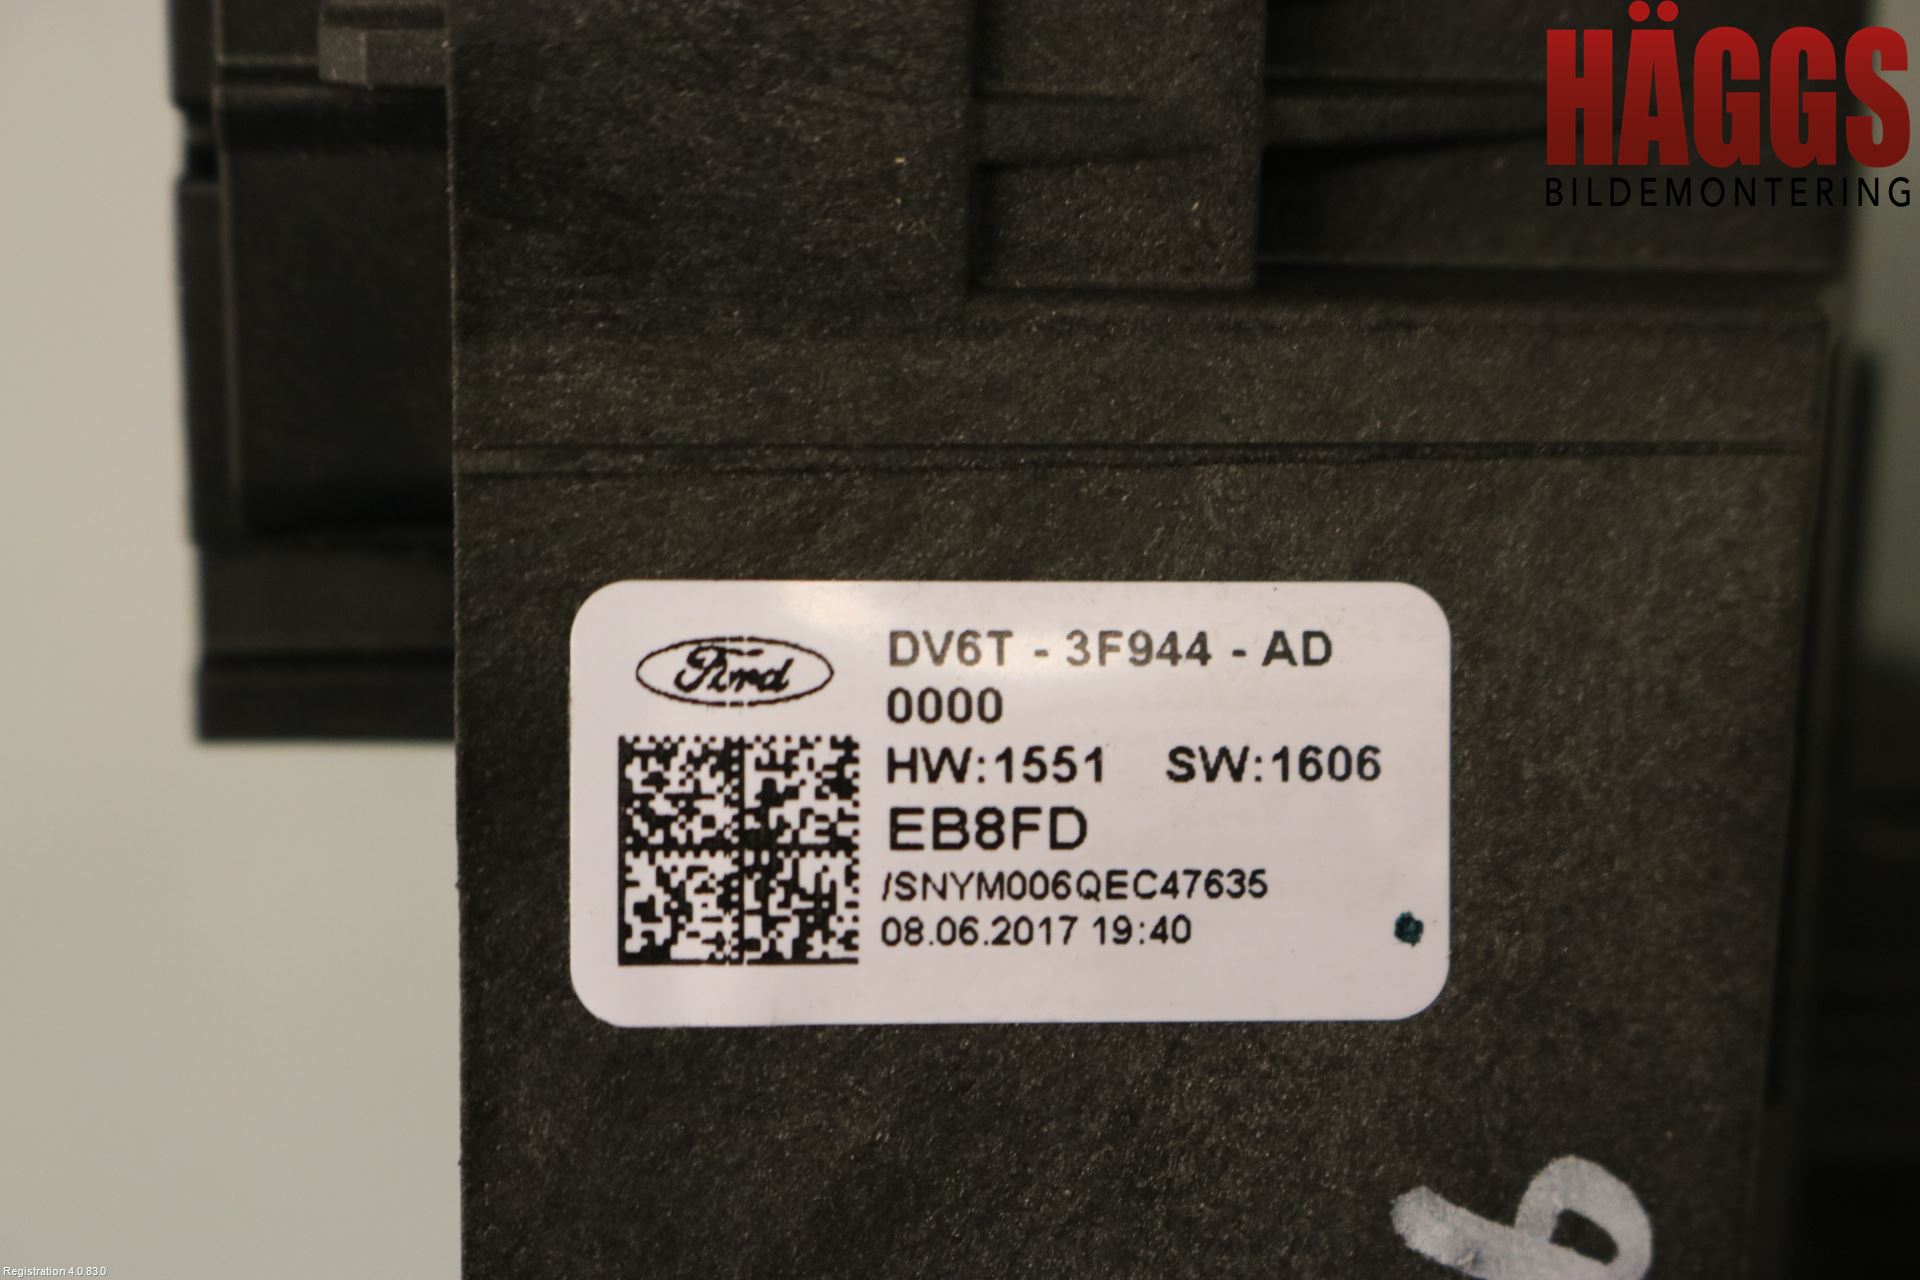 HÄGGS
BILDEMONTERING
Ford
DV6T - 3F944 - AD
0000
HW:1551 SW:1606
EB8FD
/SNYM006QEC47635
08.06.2017 19:40
Registration 4.0.83.0